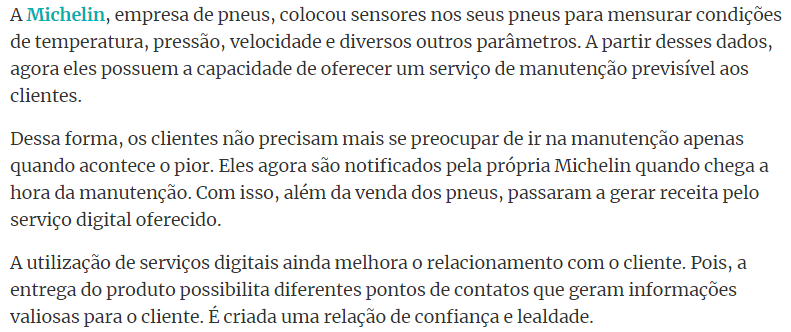 A Michelin, empresa de pneus, colocou sensores nos seus pneus para mensurar condições
de temperatura, pressão, velocidade e diversos outros parâmetros. A partir desses dados,
agora eles possuem a capacidade de oferecer um serviço de manutenção previsível aos
clientes.
Dessa forma, os clientes não precisam mais se preocupar de ir na manutenção apenas
quando acontece o pior. Eles agora são notificados pela própria Michelin quando chega a
hora da manutenção. Com isso, além da venda dos pneus, passaram a gerar receita pelo
serviço digital oferecido.
A utilização de serviços digitais ainda melhora o relacionamento com o cliente. Pois, a
entrega do produto possibilita diferentes pontos de contatos que geram informações
valiosas para o cliente. É criada uma relação de confiança e lealdade.